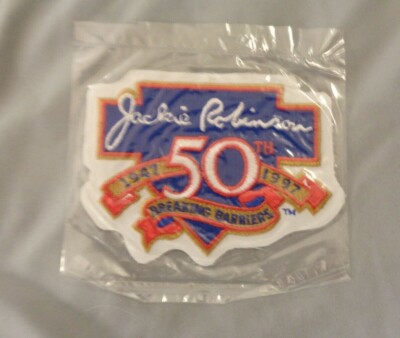 Jackie Robinson
50TH
1947 1997
BREAKING BARRIERS TM